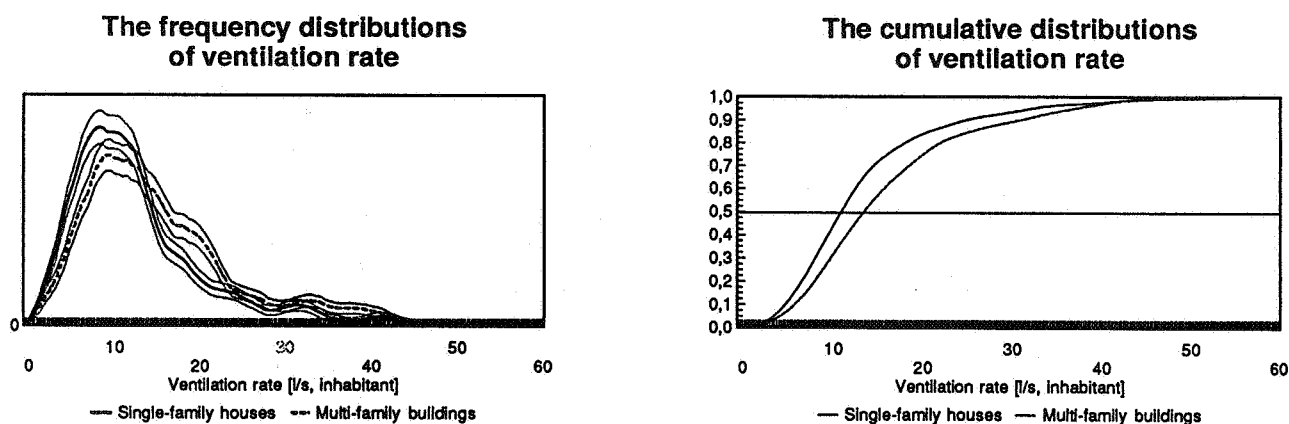 The frequency distributions
of ventilation rate
0
0 10 20 30 40 50 60
Ventilation rate [l/s, inhabitant]
Single-family houses Multi-family buildings
The cumulative distributions
of ventilation rate
1,0
0,9
0,8
0,7
0,6
0,5
0,4
0,3
0,2
0,1
0,0
0 10 20 30 40 50 60
Ventilation rate [l/s, inhabitant]
Single-family houses Multi-family buildings